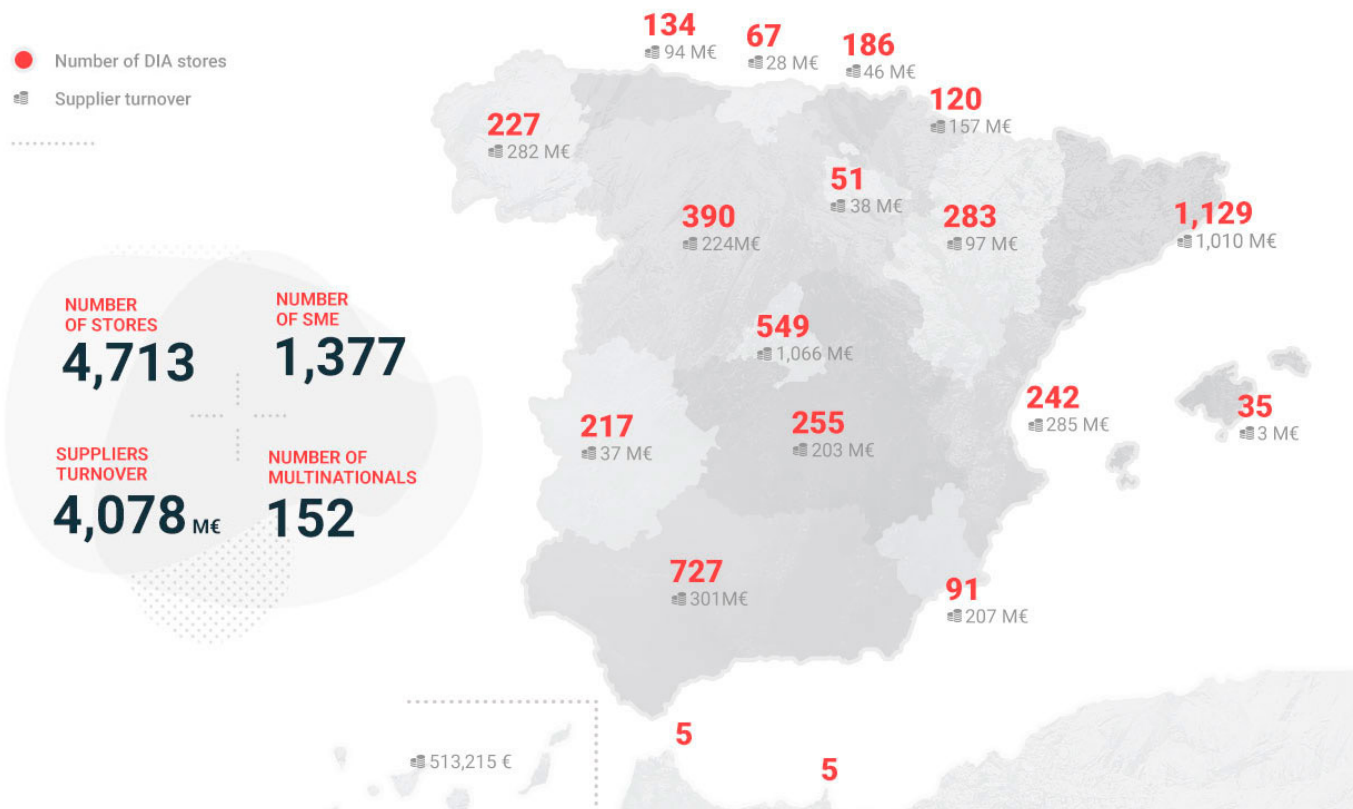 Number of DIA stores
Supplier turnover
134
94 M€
67
28 M€
186
46 M€
120
157 M€
227
282 M€
51
38 M€
390
224M€
283
97 M€
1,129
1,010 M€
NUMBER
OF STORES
4,713
NUMBER
OF SME
1,377
SUPPLIERS
TURNOVER
4,078 M€
NUMBER OF
MULTINATIONALS
152
549
1,066 M€
242
285 M€
35
3 M€
217
37 M€
255
203 M€
727
301M€
91
207 M€
513,215 €
5
5